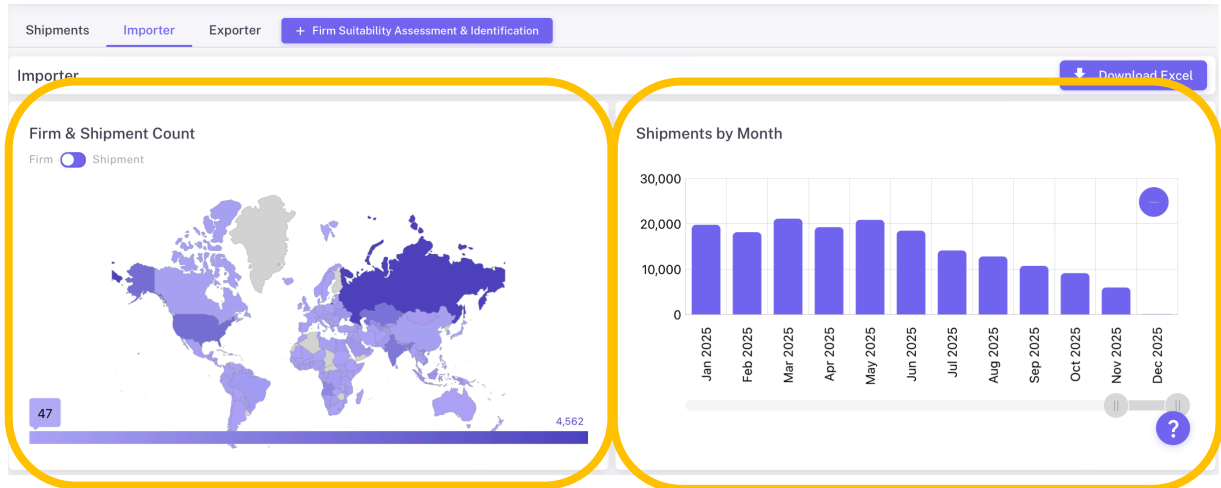 Shipments Importer Exporter + Firm Suitability Assessment & Identification
Importer
Download Excel
Firm & Shipment Count
Firm Shipment
47
4,562
Shipments by Month
30,000
20,000
10,000
0
Jan 2025
Feb 2025
Mar 2025
Apr 2025
May 2025
Jun 2025
Jul 2025
Aug 2025
Sep 2025
Oct 2025
Nov 2025
Dec 2025
?